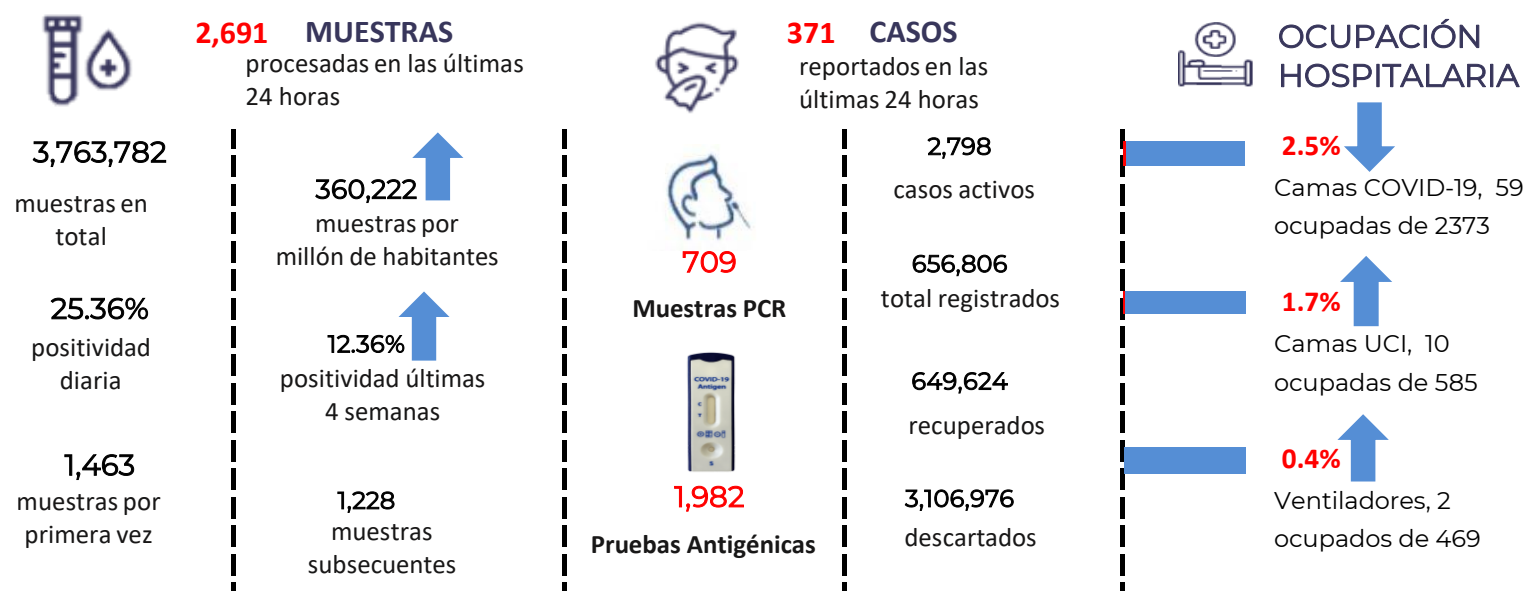 2,691 MUESTRAS
procesadas en las últimas
24 horas
371 CASOS
reportados en las
últimas 24 horas
OCUPACIÓN
HOSPITALARIA
3,763,782
muestras en
total
25.36%
positividad
diaria
1,463
muestras por
primera vez
360,222
muestras por
millón de habitantes
12.36%
positividad últimas
4 semanas
1,228
muestras
subsecuentes
709
Muestras PCR
COVID-19
Antigen
C
T
S
1,982
Pruebas Antigénicas
2,798
casos activos
656,806
total registrados
649,624
recuperados
3,106,976
descartados
2.5%
Camas COVID-19, 59
ocupadas de 2373
1.7%
Camas UCI, 10
ocupadas de 585
0.4%
Ventiladores, 2
ocupados de 469